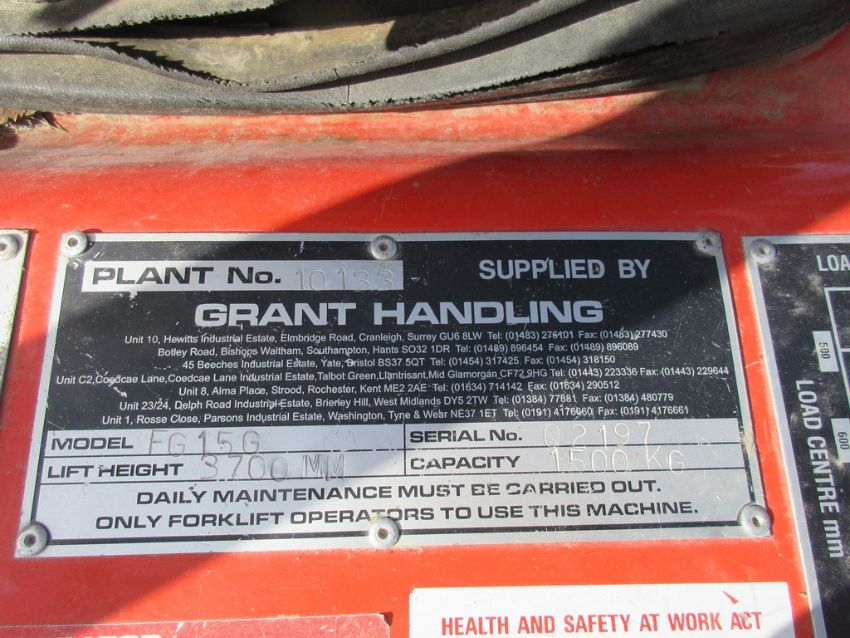 PLANT No. 10133
SUPPLIED BY
GRANT HANDLING
Unit 10, Hewitts Industrial Estate, Elmbridge Road, Cranleigh, Surrey GU6 8LW Tel: (01483) 276101 Fax: (01483) 277430
Botley Road, Bishops Waltham, Southampton, Hants SO32 1DR Tel: (01489) 896454 Fax: (01489) 896089
45 Beeches Industrial Estate, Yate, Bristol BS37 5QT Tel: (01454) 317425 Fax: (01454) 318150
Unit C2, Coedcae Lane, Coedcae Lane Industrial Estate, Talbot Green, Llantrisant, Mid Glamorgan, CF72 9HG Tel: (01443) 223336 Fax: (01443) 229644
Unit 8, Alma Place, Strood, Rochester, Kent ME2 2AE Tel: (01634) 714142 Fax: (01634) 290512
Unit 23/24, Delph Road Industrial Estate, Brierley Hill, West Midlands DY5 2TW Tel: (01384) 77881 Fax: (01384) 480779
Unit 1, Rosse Close, Parsons Industrial Estate, Washington, Tyne & Wear NE37 1ET Tel: (0191) 4176660 Fax: (0191) 4176661
MODEL FG15G SERIAL No. 02197
LIFT HEIGHT 3700 MM CAPACITY 1500 KG
DAILY MAINTENANCE MUST BE CARRIED OUT.
ONLY FORKLIFT OPERATORS TO USE THIS MACHINE.
LOA
500
600
LOAD CENTRE mm
HEALTH AND SAFETY AT WORK ACT